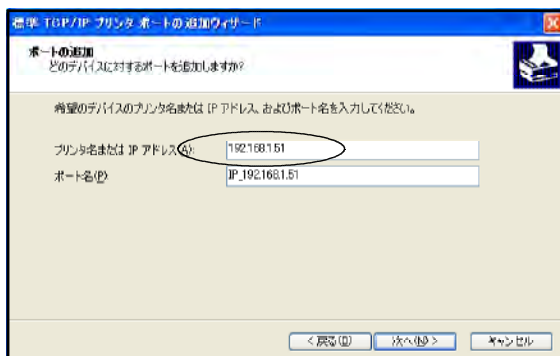 標準 TCP/IP プリンタ ポートの追加ウィザード
ポートの追加
どのデバイスに対するポートを追加しますか?
希望のデバイスのプリンタ名または IP アドレス、およびポート名を入力してください。
プリンタ名または IP アドレス(A): 192.168.1.51
ポート名(P): IP_192.168.1.51
< 戻る(B) 次へ(N) > キャンセル